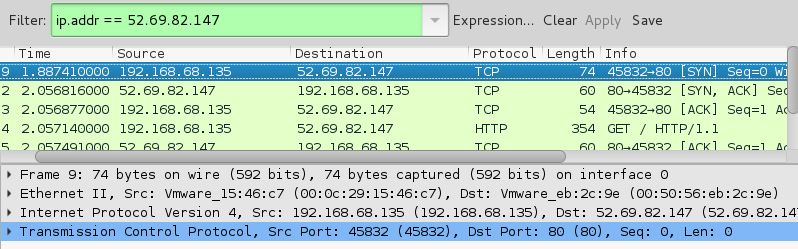 Filter: ip.addr == 52.69.82.147 Expression... Clear Apply Save
Time Source Destination Protocol Length Info
9 1.887410000 192.168.68.135 52.69.82.147 TCP 74 45832→80 [SYN] Seq=0 Wi
2 2.056816000 52.69.82.147 192.168.68.135 TCP 60 80→45832 [SYN, ACK] Sec
3 2.056877000 192.168.68.135 52.69.82.147 TCP 54 45832→80 [ACK] Seq=1 Ac
4 2.057140000 192.168.68.135 52.69.82.147 HTTP 354 GET / HTTP/1.1
5 2.057491000 52.69.82.147 192.168.68.135 TCP 60 80→45832 [ACK] Seq=1 Ac
Frame 9: 74 bytes on wire (592 bits), 74 bytes captured (592 bits) on interface 0
Ethernet II, Src: Vmware_15:46:c7 (00:0c:29:15:46:c7), Dst: Vmware_eb:2c:9e (00:50:56:eb:2c:9e)
Internet Protocol Version 4, Src: 192.168.68.135 (192.168.68.135), Dst: 52.69.82.147 (52.69.82.147
Transmission Control Protocol, Src Port: 45832 (45832), Dst Port: 80 (80), Seq: 0, Len: 0